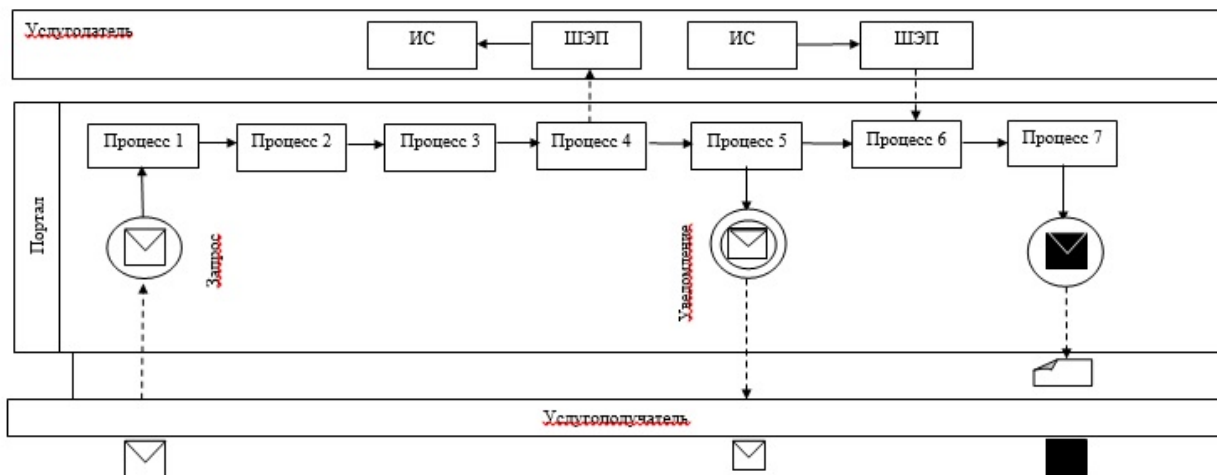 Услугодатель
ИС
ШЭП
ИС
ШЭП
Портал
Процесс 1
Процесс 2
Процесс 3
Процесс 4
Процесс 5
Процесс 6
Процесс 7
Запрос
Уведомление
Услугополучатель